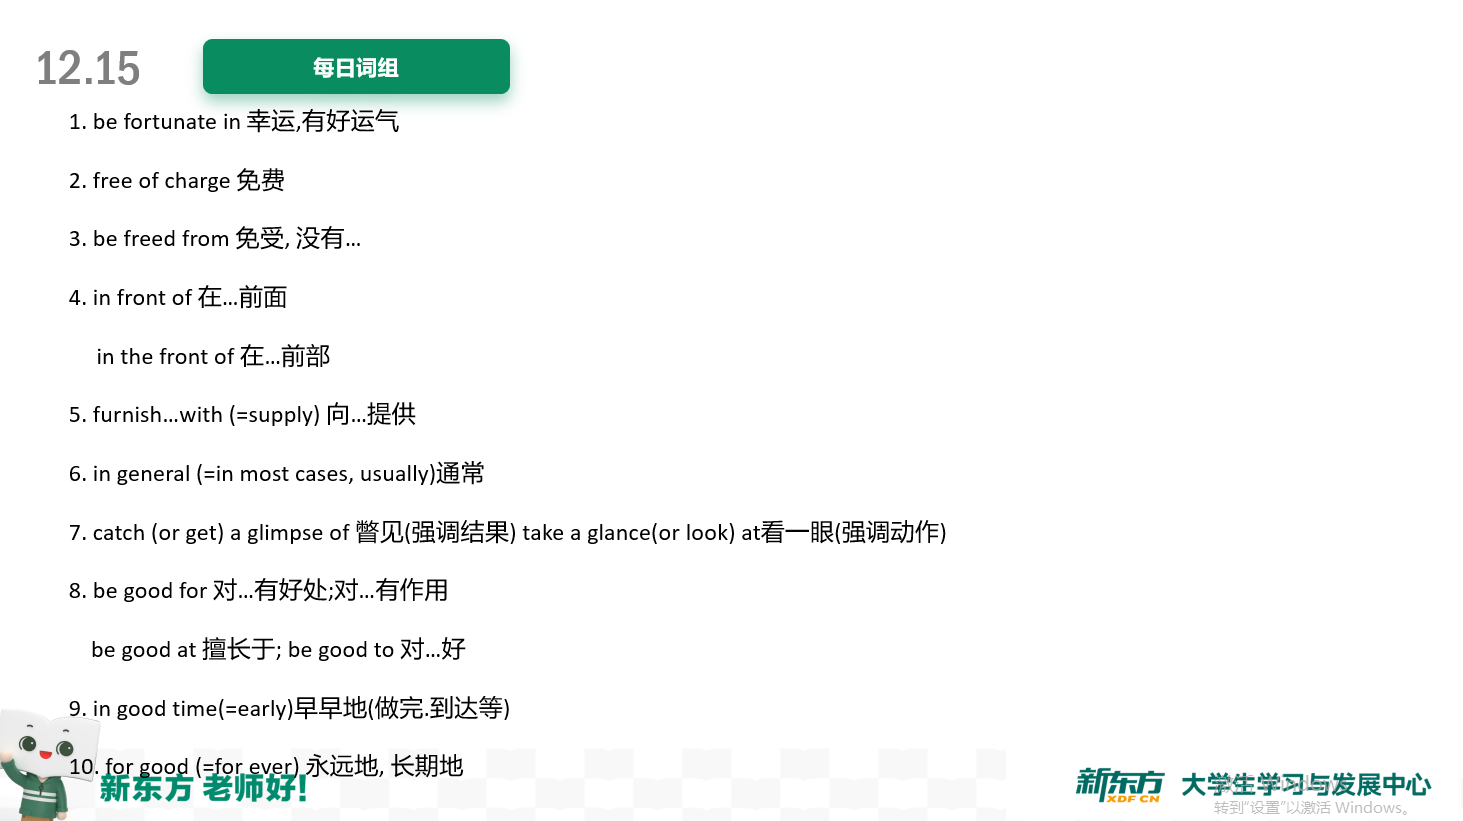 12.15
每日词组
1. be fortunate in 幸运,有好运气
2. free of charge 免费
3. be freed from 免受, 没有...
4. in front of 在...前面
in the front of 在...前部
5. furnish...with (=supply) 向...提供
6. in general (=in most cases, usually)通常
7. catch (or get) a glimpse of 瞥见(强调结果) take a glance(or look) at看一眼(强调动作)
8. be good for 对...有好处;对...有作用
be good at 擅长于; be good to 对...好
9. in good time(=early)早早地(做完.到达等)
10. for good (=for ever) 永远地, 长期地
新东方 老师好!
新东方 XDF.CN 大学生学习与发展中心
激活 Windows
转到"设置"以激活 Windows。